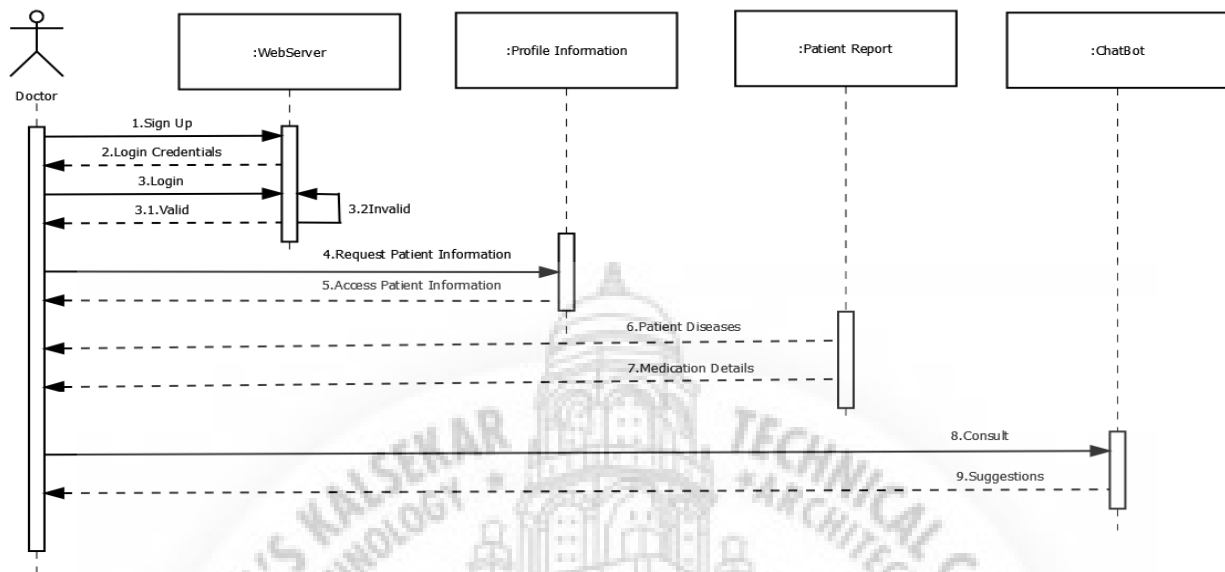 :WebServer
:Profile Information
:Patient Report
:ChatBot
Doctor
1.Sign Up
2.Login Credentials
3.Login
3.1.Valid
3.2Invalid
4.Request Patient Information
5.Access Patient Information
6.Patient Diseases
7.Medication Details
8.Consult
9.Suggestions
KALSEKAR
TECHNICAL